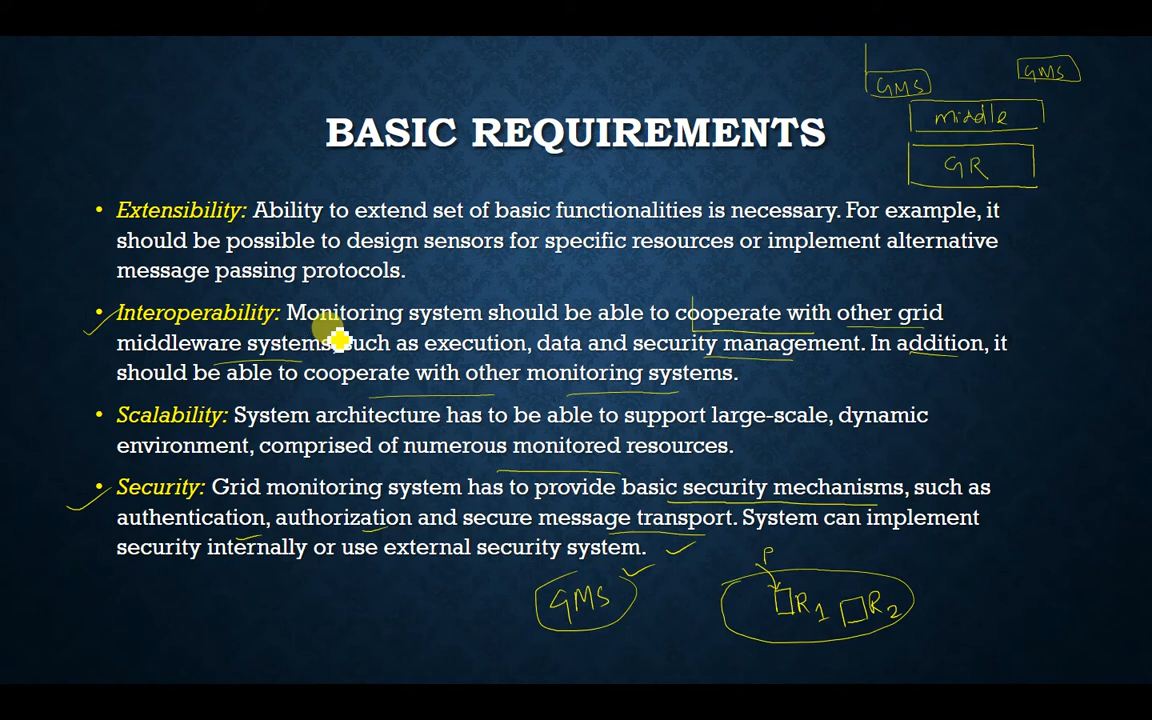 GMS
GMS
middle
GR
BASIC REQUIREMENTS
• Extensibility: Ability to extend set of basic functionalities is necessary. For example, it
should be possible to design sensors for specific resources or implement alternative
message passing protocols.
• Interoperability: Monitoring system should be able to cooperate with other grid
middleware systems, such as execution, data and security management. In addition, it
should be able to cooperate with other monitoring systems.
• Scalability: System architecture has to be able to support large-scale, dynamic
environment, comprised of numerous monitored resources.
• Security: Grid monitoring system has to provide basic security mechanisms, such as
authentication, authorization and secure message transport. System can implement
security internally or use external security system.
P
GMS
R1 R2